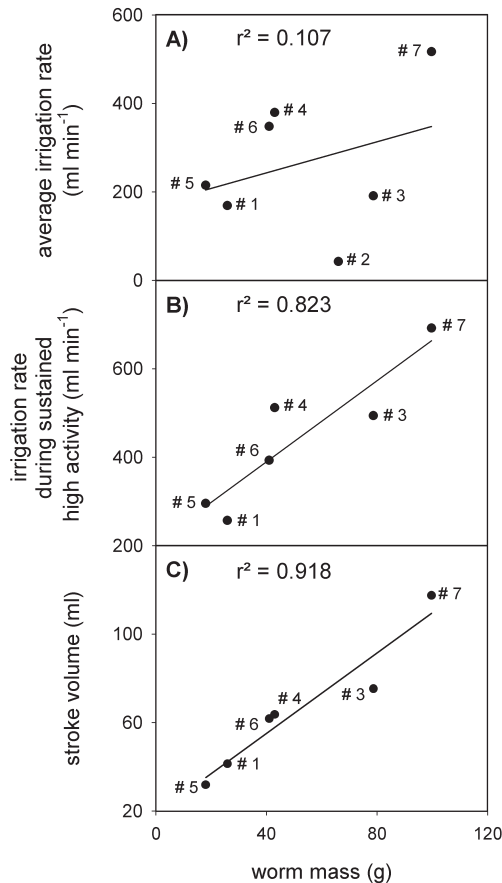 600
A)
r² = 0.107
# 7
400
# 4
# 6
# 5
200
# 1
# 3
# 2
0
average irrigation rate
(ml min⁻¹)
B)
r² = 0.823
# 7
600
# 4
# 3
# 6
400
# 5
# 1
200
irrigation rate
during sustained
high activity (ml min⁻¹)
C)
r² = 0.918
# 7
100
# 4
# 3
60
# 6
# 1
# 5
20
stroke volume (ml)
0 40 80 120
worm mass (g)